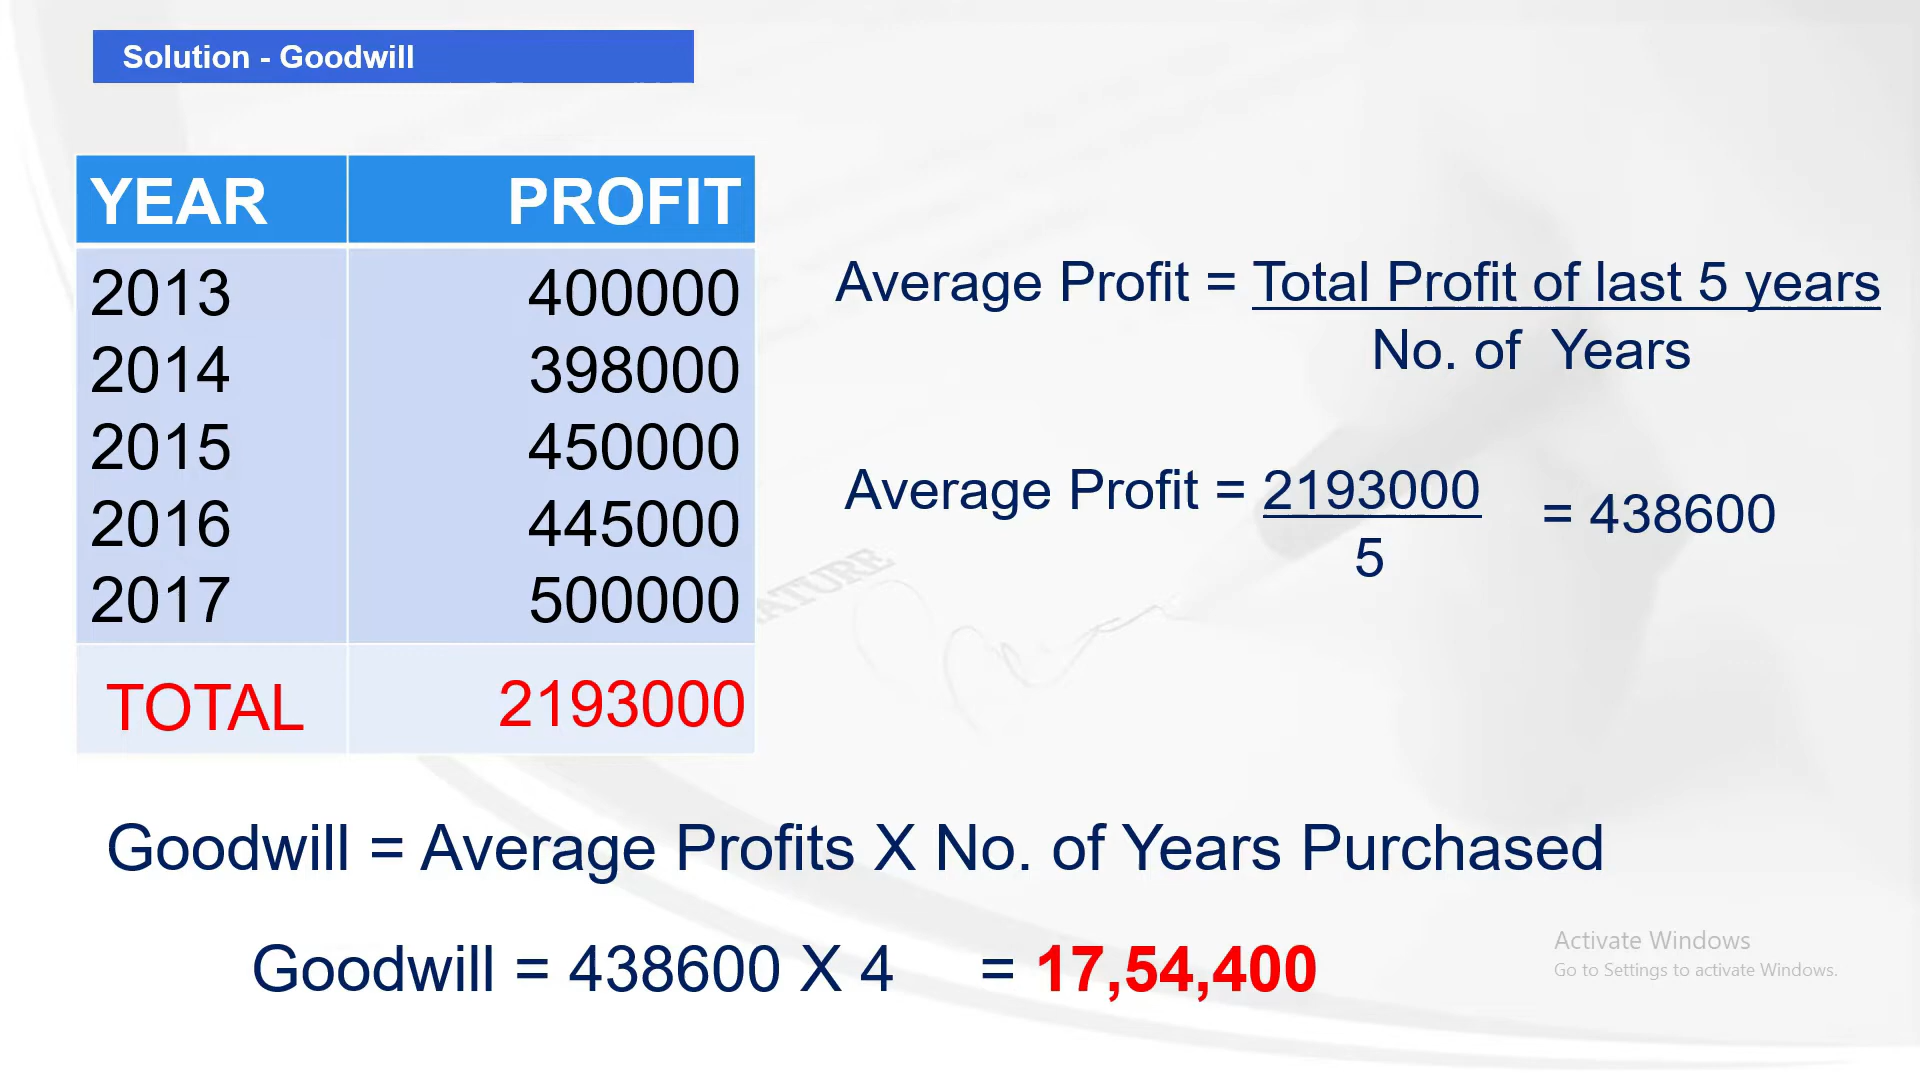 Solution - Goodwill
YEAR PROFIT
2013 400000
2014 398000
2015 450000
2016 445000
2017 500000
TOTAL 2193000
Average Profit = Total Profit of last 5 years
No. of Years
Average Profit = 2193000 = 438600
5
ATURE
Goodwill = Average Profits X No. of Years Purchased
Goodwill = 438600 X 4 = 17,54,400
Activate Windows
Go to Settings to activate Windows.